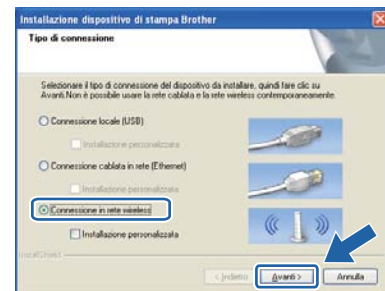 Installazione dispositivo di stampa Brother
Tipo di connessione
Selezionare il tipo di connessione del dispositivo da installare, quindi fare clic su
Avanti.Non è possibile usare la rete cablata e la rete wireless contemporaneamente.
Connessione locale (USB)
Installazione personalizzata
Connessione cablata in rete (Ethernet)
Installazione personalizzata
Connessione in rete wireless
Installazione personalizzata
InstallShield
< Indietro Avanti > Annulla